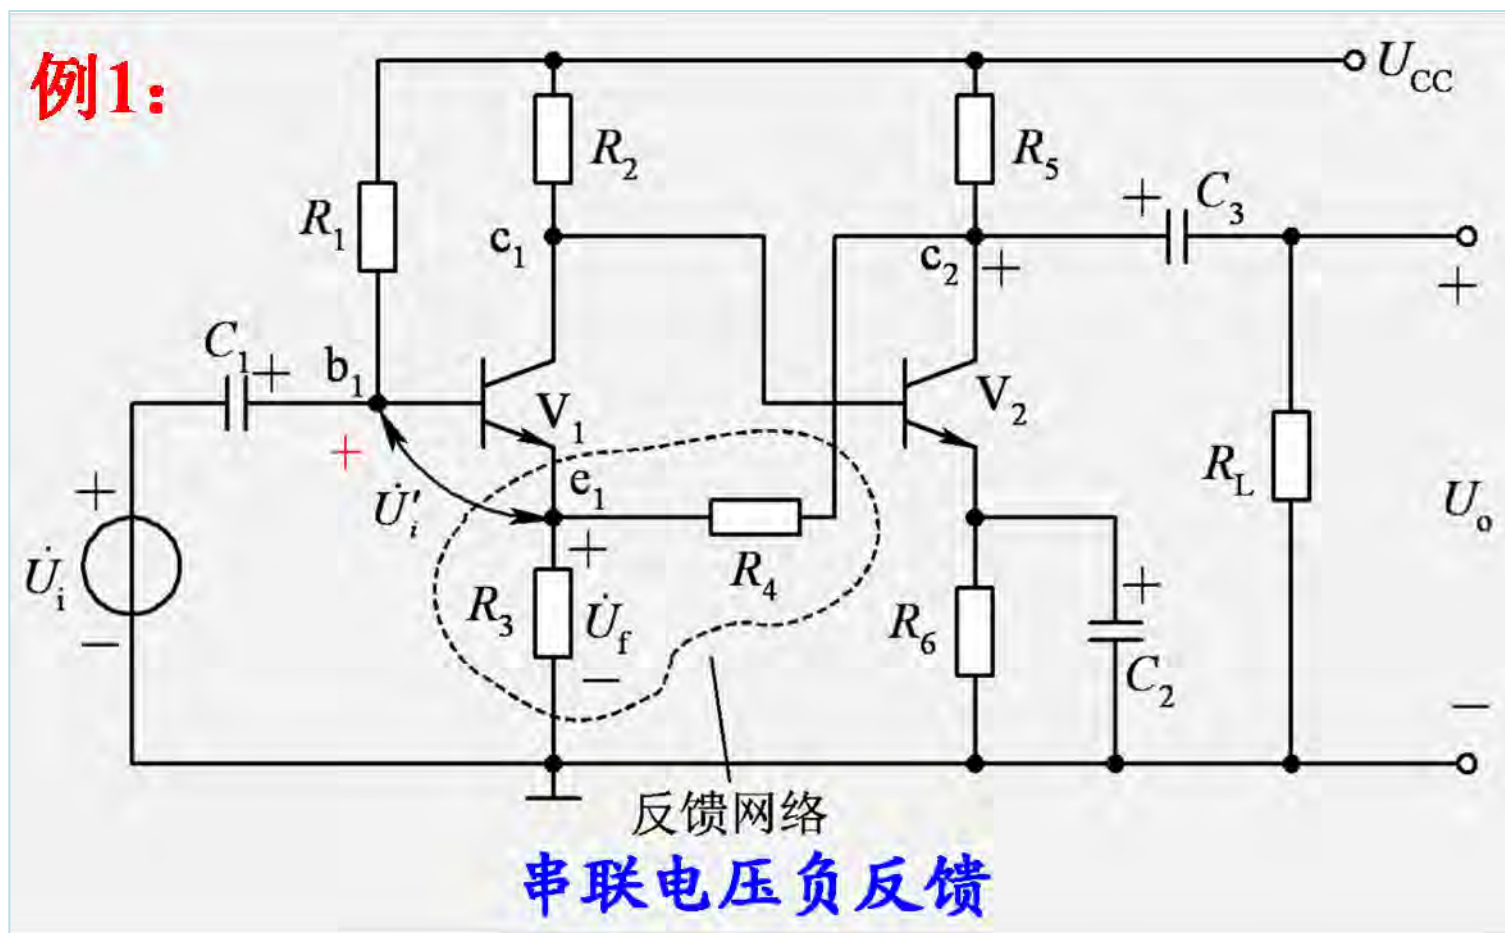 例1:
U_CC
R_2
R_5
R_1
c_1
c_2
+
+
C_3
+
C_1
+
b_1
V_1
V_2
+
e_1
R_L
+
U̇'_i
U_o
+
R_4
+
U̇_i
R_3
U̇_f
R_6
−
−
C_2
−
反馈网络
串联电压负反馈